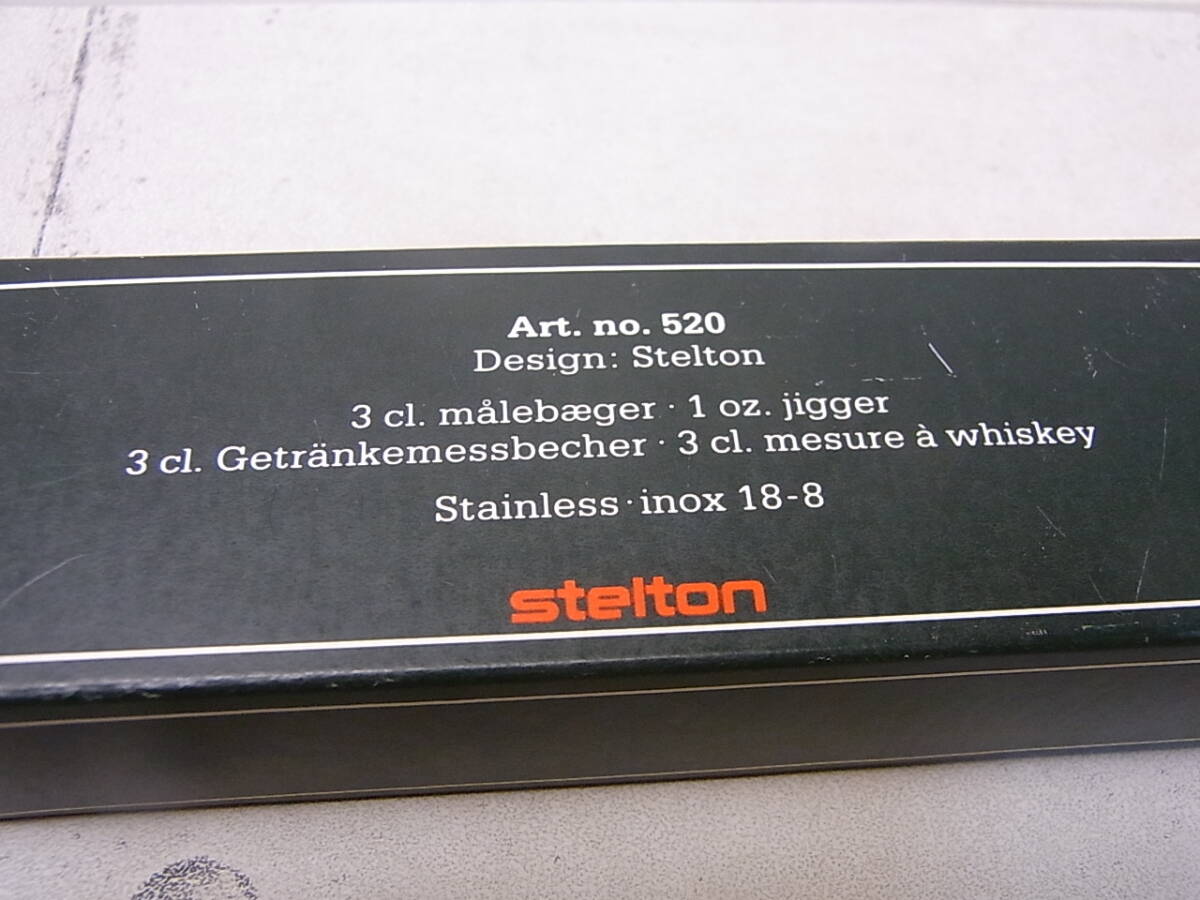 Art. no. 520
Design: Stelton
3 cl. målebæger · 1 oz. jigger
3 cl. Getränkemessbecher · 3 cl. mesure à whiskey
Stainless · inox 18-8
stelton